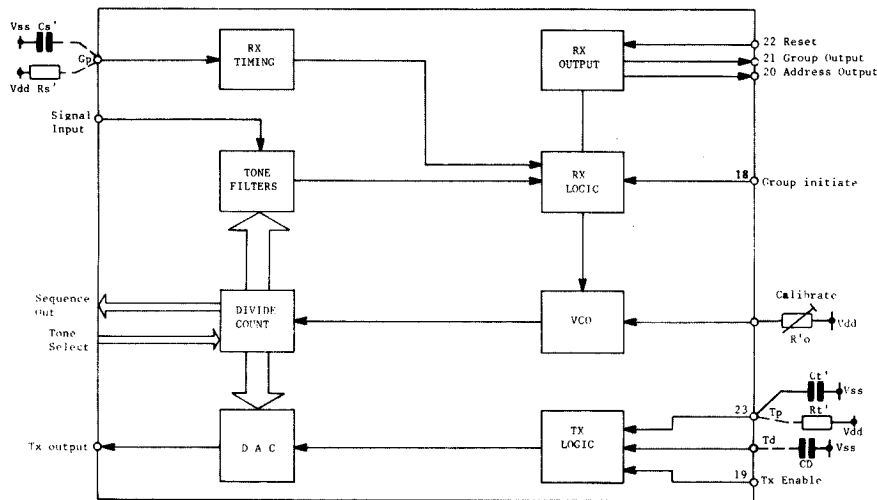 Vss Cs'
Gp
Vdd Rs'
Signal
Input
RX
TIMING
RX
OUTPUT
22 Reset
21 Group Output
20 Address Output
TONE
FILTERS
RX
LOGIC
18
Group initiate
Sequence
Out
Tone
Select
DIVIDE
COUNT
VCO
Calibrate
Vdd
R'o
Ct'
Vss
23
Tp
Rt'
Vdd
Tx output
D A C
TX
LOGIC
Td
Vss
CD
19
Tx Enable